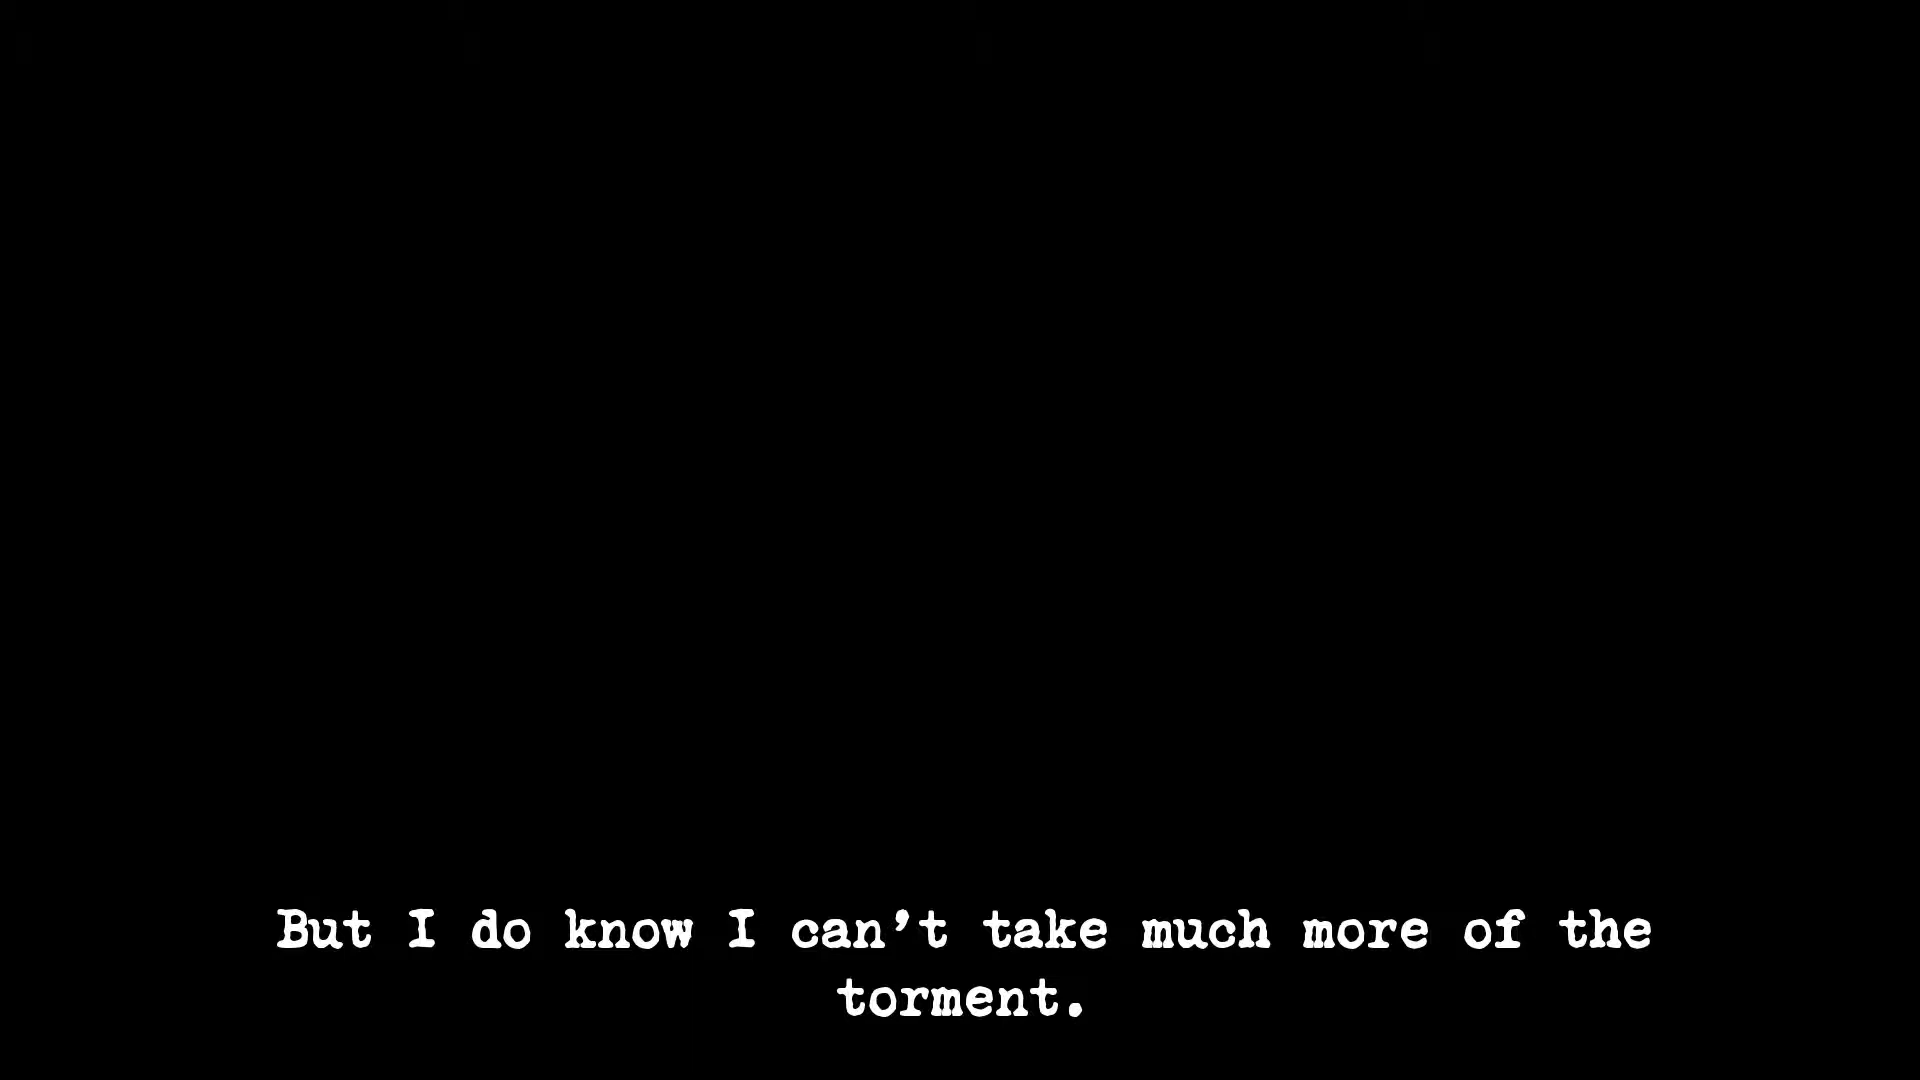 But I do know I can’t take much more of the
torment.